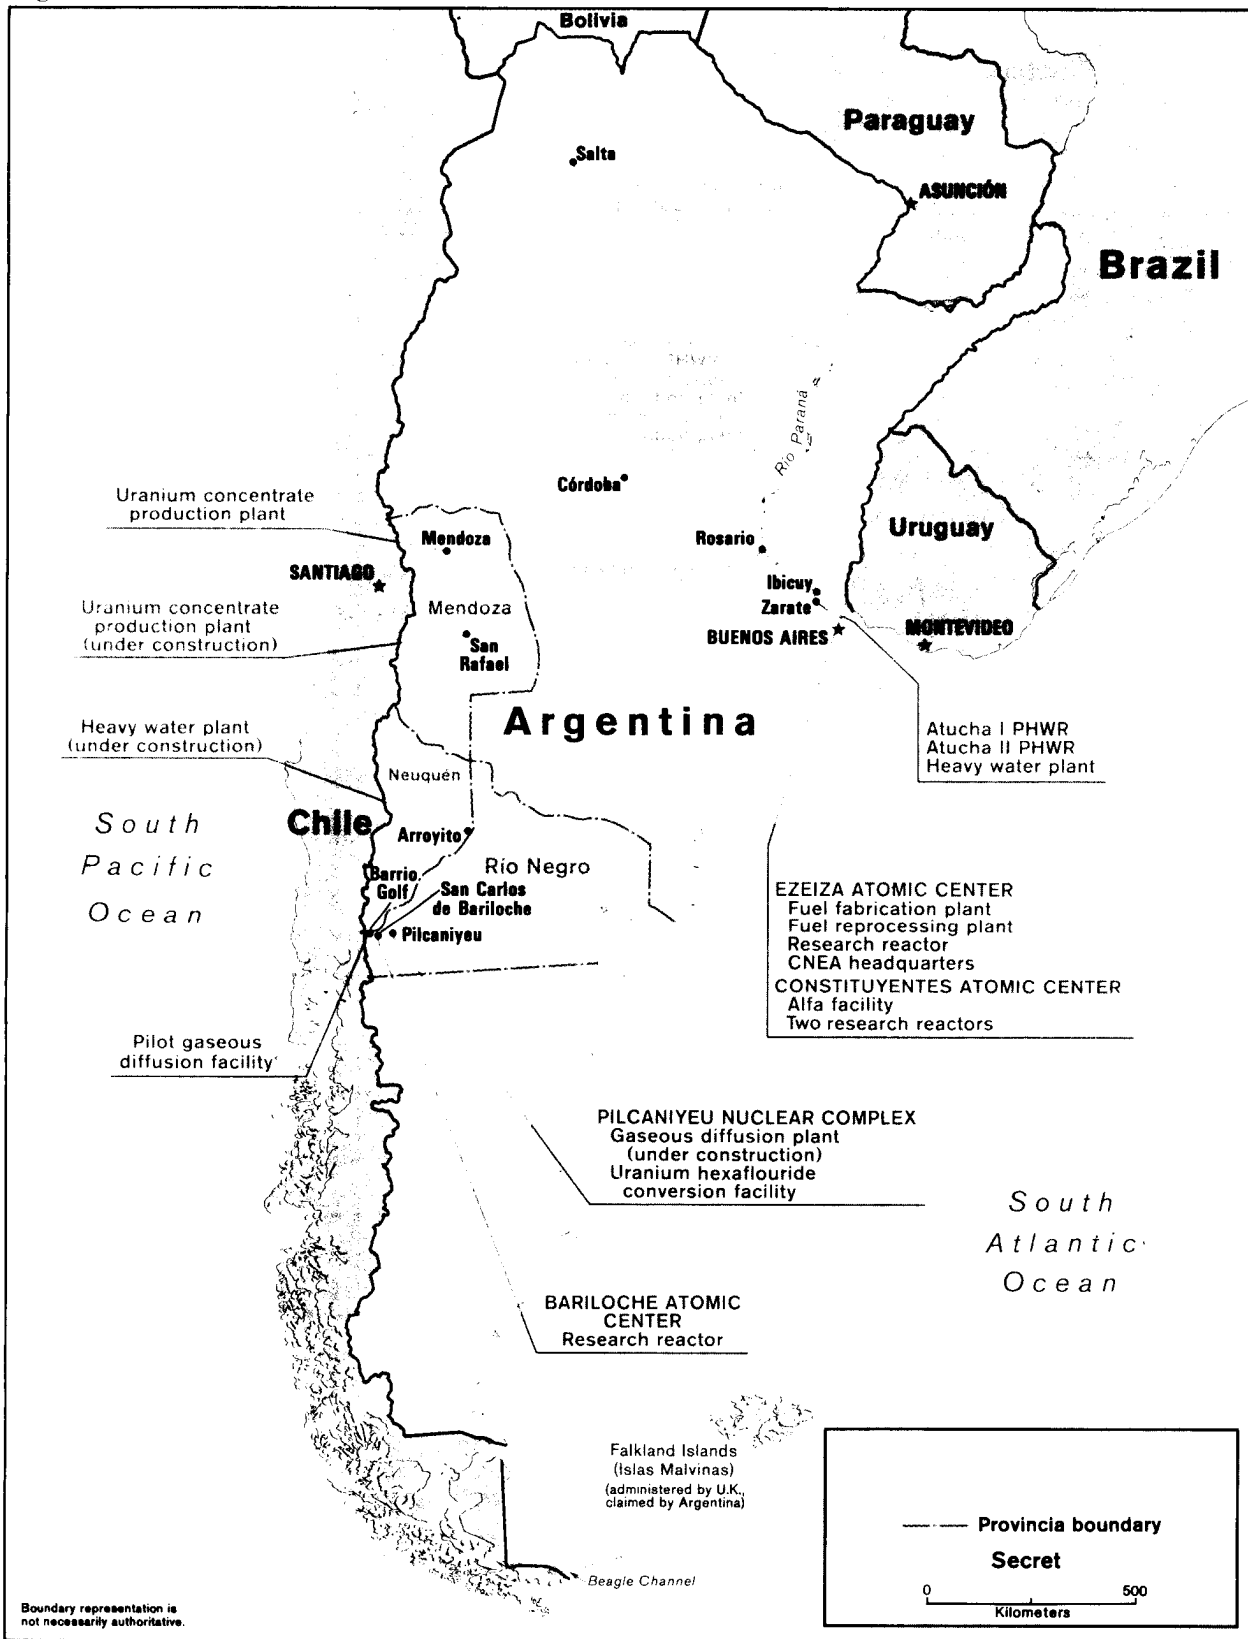 Bolivia
Paraguay
Salta
ASUNCIÓN
Brazil
Río Paraná
Córdoba
Uranium concentrate
production plant
Mendoza
Rosario
Uruguay
SANTIAGO
Ibicuy
Zarate
Uranium concentrate
production plant
(under construction)
Mendoza
San
Rafael
BUENOS AIRES
MONTEVIDEO
Argentina
Heavy water plant
(under construction)
Atucha I PHWR
Atucha II PHWR
Heavy water plant
Neuquén
South
Pacific
Ocean
Chile
Arroyito
Río Negro
Barrio
Golf
San Carlos
de Bariloche
Pilcaniyeu
EZEIZA ATOMIC CENTER
Fuel fabrication plant
Fuel reprocessing plant
Research reactor
CNEA headquarters
CONSTITUYENTES ATOMIC CENTER
Alfa facility
Two research reactors
Pilot gaseous
diffusion facility
PILCANIYEU NUCLEAR COMPLEX
Gaseous diffusion plant
(under construction)
Uranium hexaflouride
conversion facility
South
Atlantic
Ocean
BARILOCHE ATOMIC
CENTER
Research reactor
Falkland Islands
(Islas Malvinas)
(administered by U.K.,
claimed by Argentina)
Provincia boundary
Secret
0 500
Kilometers
Beagle Channel
Boundary representation is
not necessarily authoritative.